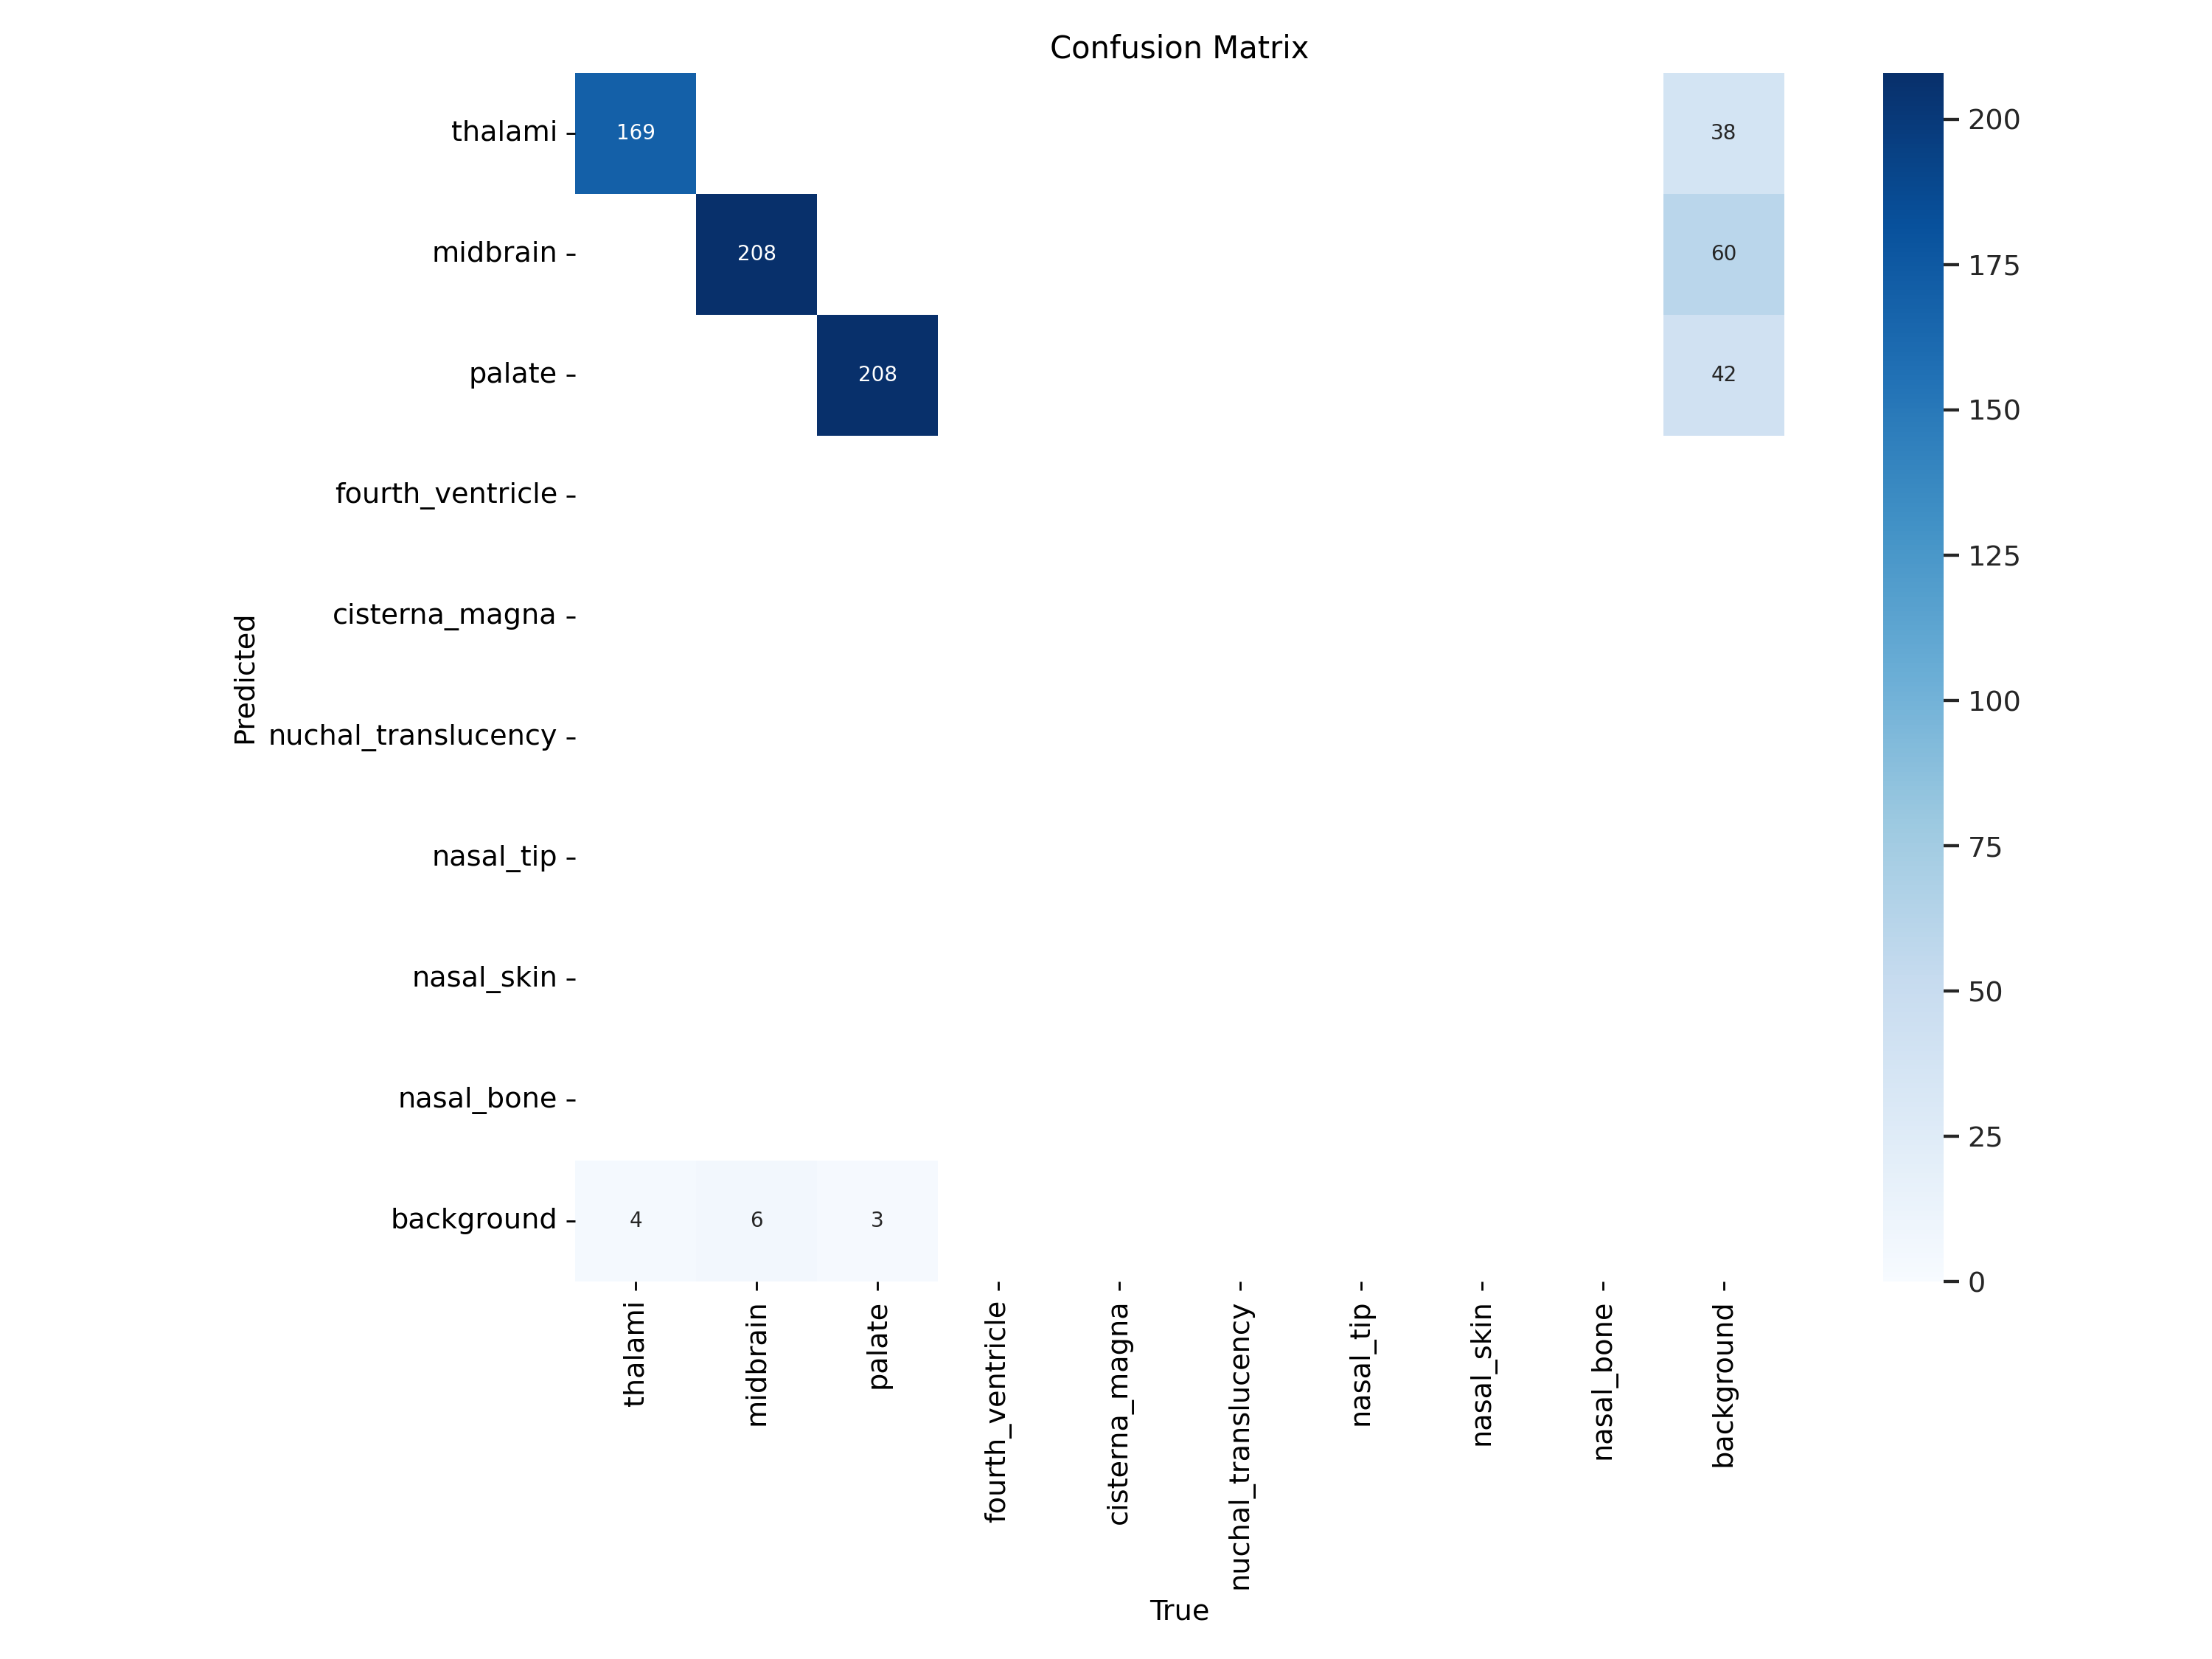 Confusion Matrix
thalami
169
38
200
midbrain
208
60
175
palate
208
42
150
fourth_ventricle
125
cisterna_magna
100
Predicted
nuchal_translucency
nasal_tip
75
nasal_skin
50
nasal_bone
25
background
4
6
3
0
thalami
midbrain
palate
fourth_ventricle
cisterna_magna
nuchal_translucency
nasal_tip
nasal_skin
nasal_bone
background
True